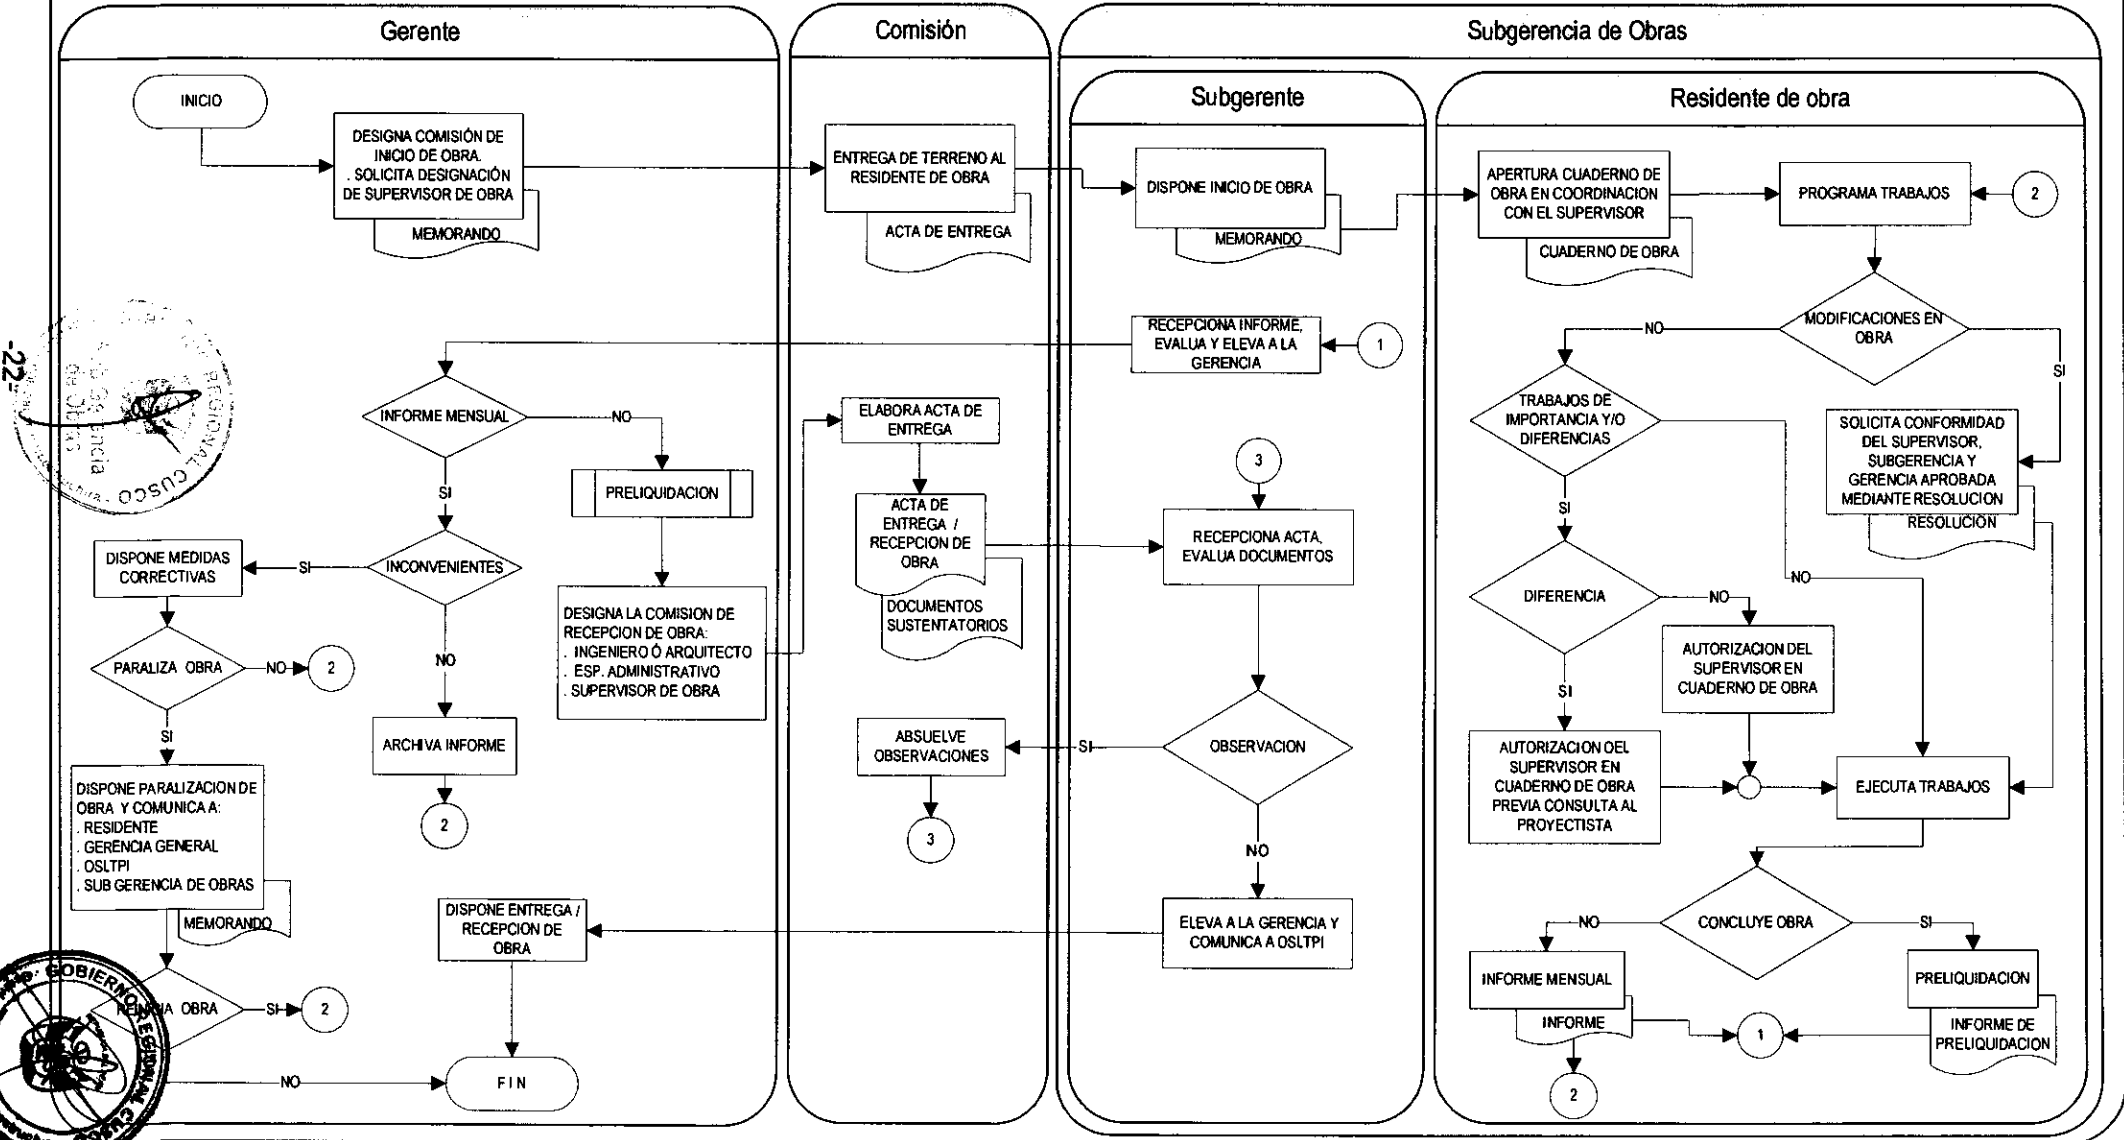 Gerente
Comisión
Subgerencia de Obras
Subgerente
Residente de obra
INICIO
DESIGNA COMISIÓN DE
INICIO DE OBRA.
. SOLICITA DESIGNACIÓN
DE SUPERVISOR DE OBRA
MEMORANDO
ENTREGA DE TERRENO AL
RESIDENTE DE OBRA
ACTA DE ENTREGA
DISPONE INICIO DE OBRA
MEMORANDO
APERTURA CUADERNO DE
OBRA EN COORDINACION
CON EL SUPERVISOR
CUADERNO DE OBRA
PROGRAMA TRABAJOS
2
MODIFICACIONES EN
OBRA
NO
SI
RECEPCIONA INFORME,
EVALUA Y ELEVA A LA
GERENCIA
1
INFORME MENSUAL
NO
SI
PRELIQUIDACION
INCONVENIENTES
SI
NO
DISPONE MEDIDAS
CORRECTIVAS
PARALIZA OBRA
NO
2
SI
DISPONE PARALIZACION DE
OBRA Y COMUNICA A:
. RESIDENTE
. GERENCIA GENERAL
. OSLTPI
. SUB GERENCIA DE OBRAS
MEMORANDO
REINICIA OBRA
SI
2
NO
ARCHIVA INFORME
2
DESIGNA LA COMISION DE
RECEPCION DE OBRA:
. INGENIERO Ó ARQUITECTO
. ESP. ADMINISTRATIVO
. SUPERVISOR DE OBRA
DISPONE ENTREGA /
RECEPCION DE
OBRA
FIN
ELABORA ACTA DE
ENTREGA
ACTA DE
ENTREGA /
RECEPCION DE
OBRA
DOCUMENTOS
SUSTENTATORIOS
ABSUELVE
OBSERVACIONES
3
3
RECEPCIONA ACTA,
EVALUA DOCUMENTOS
OBSERVACION
SI
NO
ELEVA A LA GERENCIA Y
COMUNICA A OSLTPI
TRABAJOS DE
IMPORTANCIA Y/O
DIFERENCIAS
SI
NO
SOLICITA CONFORMIDAD
DEL SUPERVISOR,
SUBGERENCIA Y
GERENCIA APROBADA
MEDIANTE RESOLUCION
RESOLUCION
DIFERENCIA
NO
SI
AUTORIZACION DEL
SUPERVISOR EN
CUADERNO DE OBRA
AUTORIZACION DEL
SUPERVISOR EN
CUADERNO DE OBRA
PREVIA CONSULTA AL
PROYECTISTA
EJECUTA TRABAJOS
CONCLUYE OBRA
NO
SI
INFORME MENSUAL
INFORME
2
1
PRELIQUIDACION
INFORME DE
PRELIQUIDACION
-22-
REGIONAL CUSCO
GOBIERNO REGIONAL CUSCO